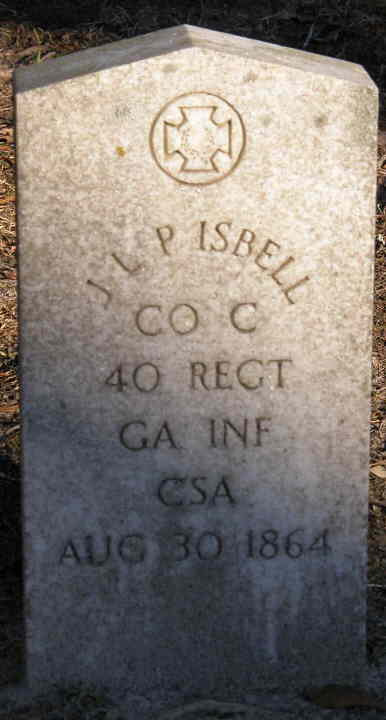 J L P ISBELL
CO C
40 REGT
GA INF
CSA
AUG 30 1864